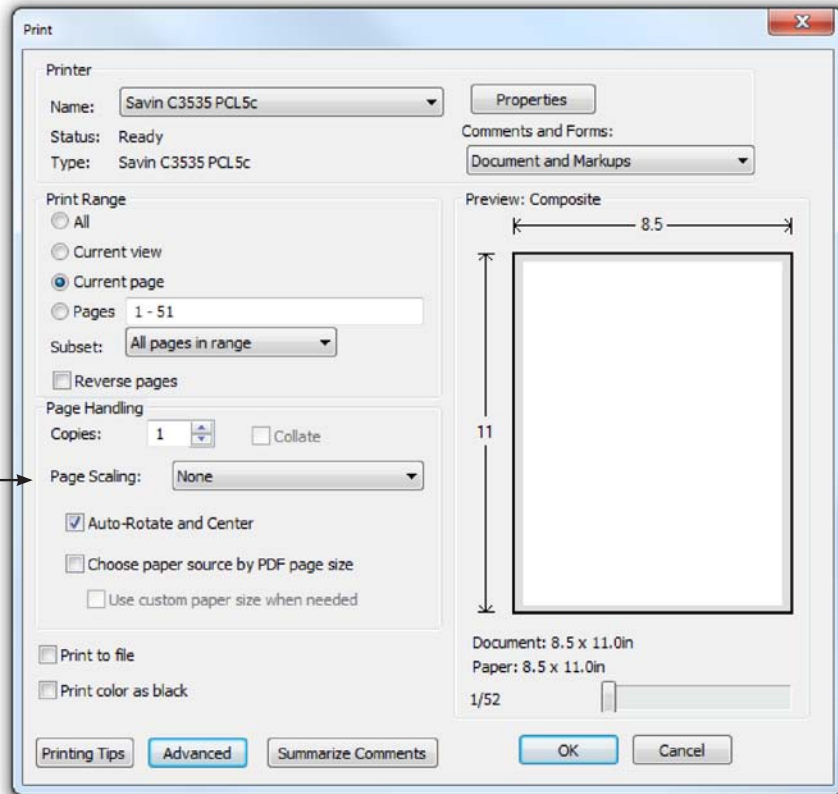 Print
Printer
Name: Savin C3535 PCL5c
Properties
Status: Ready
Comments and Forms:
Type: Savin C3535 PCL5c
Document and Markups
Print Range
All
Current view
Current page
Pages 1 - 51
Subset: All pages in range
Reverse pages
Page Handling
Copies: 1 Collate
Page Scaling: None
Auto-Rotate and Center
Choose paper source by PDF page size
Use custom paper size when needed
Print to file
Print color as black
Printing Tips Advanced Summarize Comments
Preview: Composite
8.5
11
Document: 8.5 x 11.0in
Paper: 8.5 x 11.0in
1/52
OK Cancel